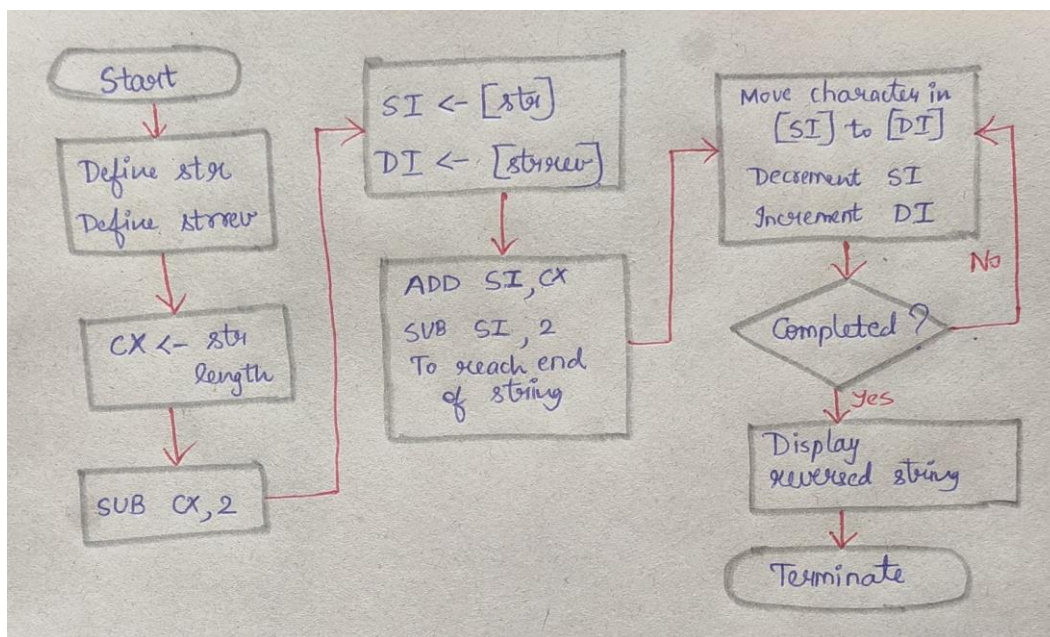 Start
Define str
Define strrev
CX <- str
length
SUB CX, 2
SI <- [str]
DI <- [strrev]
ADD SI, CX
SUB SI, 2
To reach end
of string
Move character in
[SI] to [DI]
Decrement SI
Increment DI
No
Completed ?
Yes
Display
reversed string
Terminate